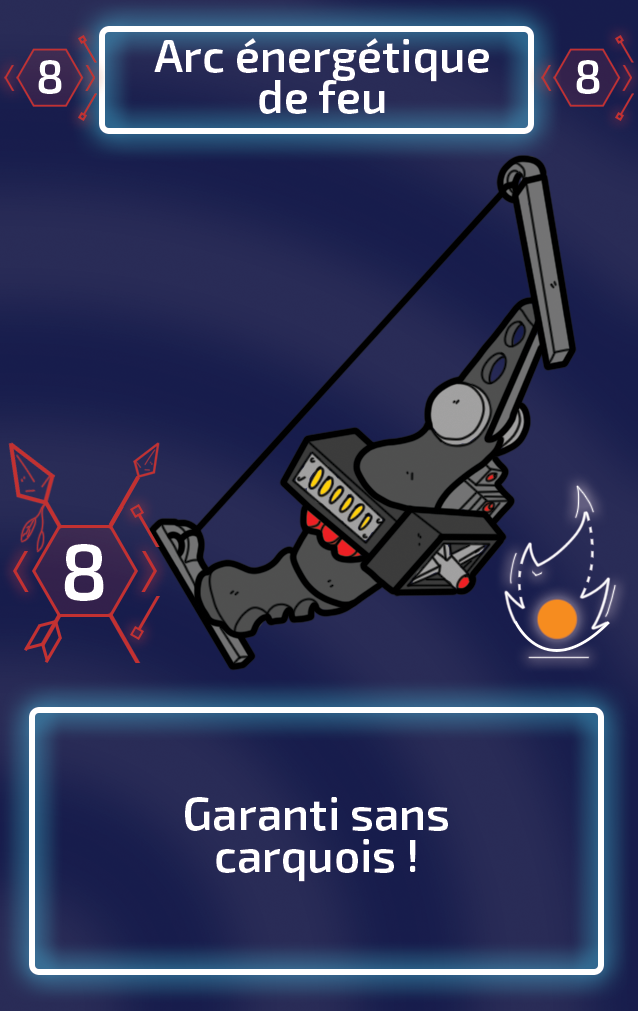 8
Arc énergétique
de feu
8
8
Garanti sans
carquois !